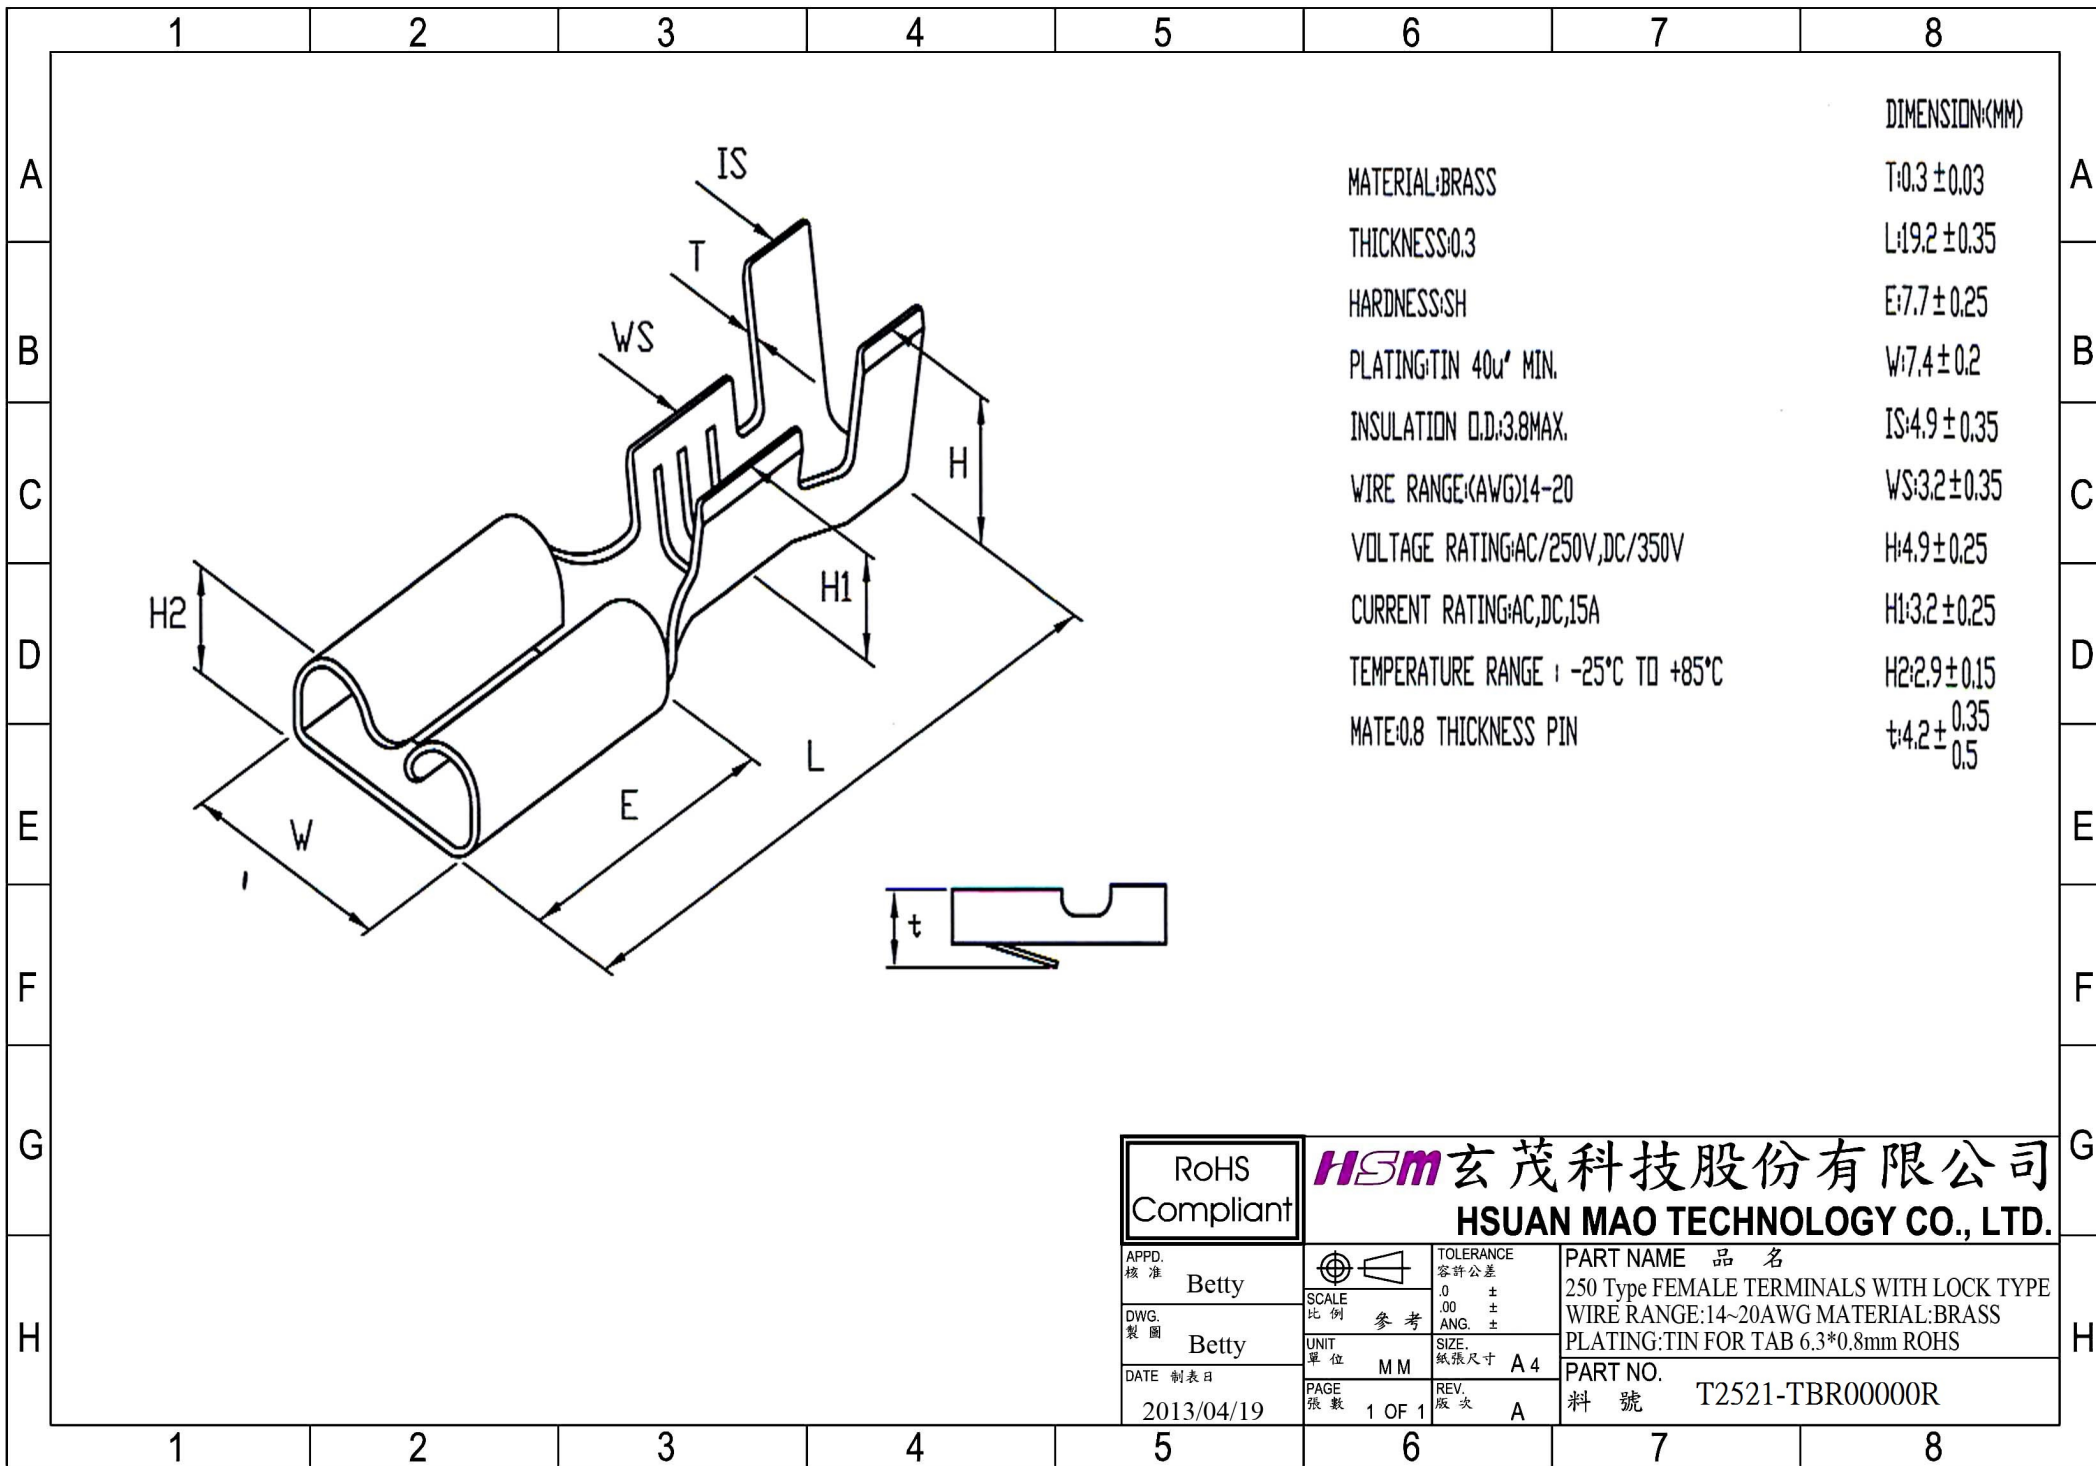 1 2 3 4 5 6 7 8
A A
B B
C C
D D
E E
F F
G G
H H
IS
T
WS
H
H1
H2
L
E
W
t
MATERIAL:BRASS
THICKNESS:0.3
HARDNESS:SH
PLATING:TIN 40u" MIN.
INSULATION O.D.:3.8MAX.
WIRE RANGE:(AWG)14-20
VOLTAGE RATING:AC/250V,DC/350V
CURRENT RATING:AC,DC,15A
TEMPERATURE RANGE : -25°C TO +85°C
MATE:0.8 THICKNESS PIN
DIMENSION:(MM)
T:0.3 ±0.03
L:19.2 ±0.35
E:7.7±0.25
W:7.4±0.2
IS:4.9±0.35
WS:3.2±0.35
H:4.9±0.25
H1:3.2±0.25
H2:2.9±0.15
t:4.2± 0.35
0.5
RoHS
Compliant
HSM 玄茂科技股份有限公司
HSUAN MAO TECHNOLOGY CO., LTD.
APPD.
核 准 Betty
DWG.
製 圖 Betty
DATE 制表日
2013/04/19
SCALE
比 例 參 考
UNIT
單 位 MM
PAGE
張 數 1 OF 1
TOLERANCE
容許公差
.0 ±
.00 ±
ANG. ±
SIZE.
紙張尺寸 A4
REV.
版 次 A
PART NAME 品 名
250 Type FEMALE TERMINALS WITH LOCK TYPE
WIRE RANGE:14~20AWG MATERIAL:BRASS
PLATING:TIN FOR TAB 6.3*0.8mm ROHS
PART NO.
料 號 T2521-TBR00000R
1 2 3 4 5 6 7 8